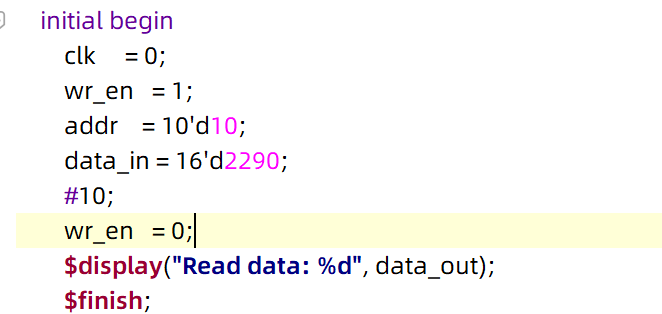 initial begin
clk = 0;
wr_en = 1;
addr = 10'd10;
data_in = 16'd2290;
#10;
wr_en = 0;
$display("Read data: %d", data_out);
$finish;